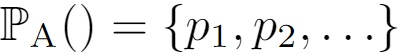 ℙ_A() = {p_1, p_2, …}